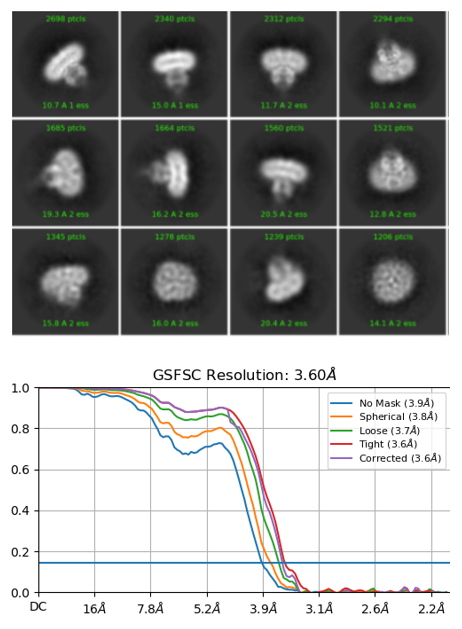 2698 ptcls 2340 ptcls 2312 ptcls 2294 ptcls
10.7 A 1 ess 15.0 A 1 ess 11.7 A 2 ess 10.1 A 2 ess
1685 ptcls 1664 ptcls 1560 ptcls 1521 ptcls
19.3 A 2 ess 16.2 A 2 ess 20.5 A 2 ess 12.8 A 2 ess
1345 ptcls 1278 ptcls 1239 ptcls 1206 ptcls
15.8 A 2 ess 16.0 A 2 ess 20.4 A 2 ess 14.1 A 2 ess
GSFSC Resolution: 3.60Å
1.0
0.8
0.6
0.4
0.2
0.0
No Mask (3.9Å)
Spherical (3.8Å)
Loose (3.7Å)
Tight (3.6Å)
Corrected (3.6Å)
DC 16Å 7.8Å 5.2Å 3.9Å 3.1Å 2.6Å 2.2Å